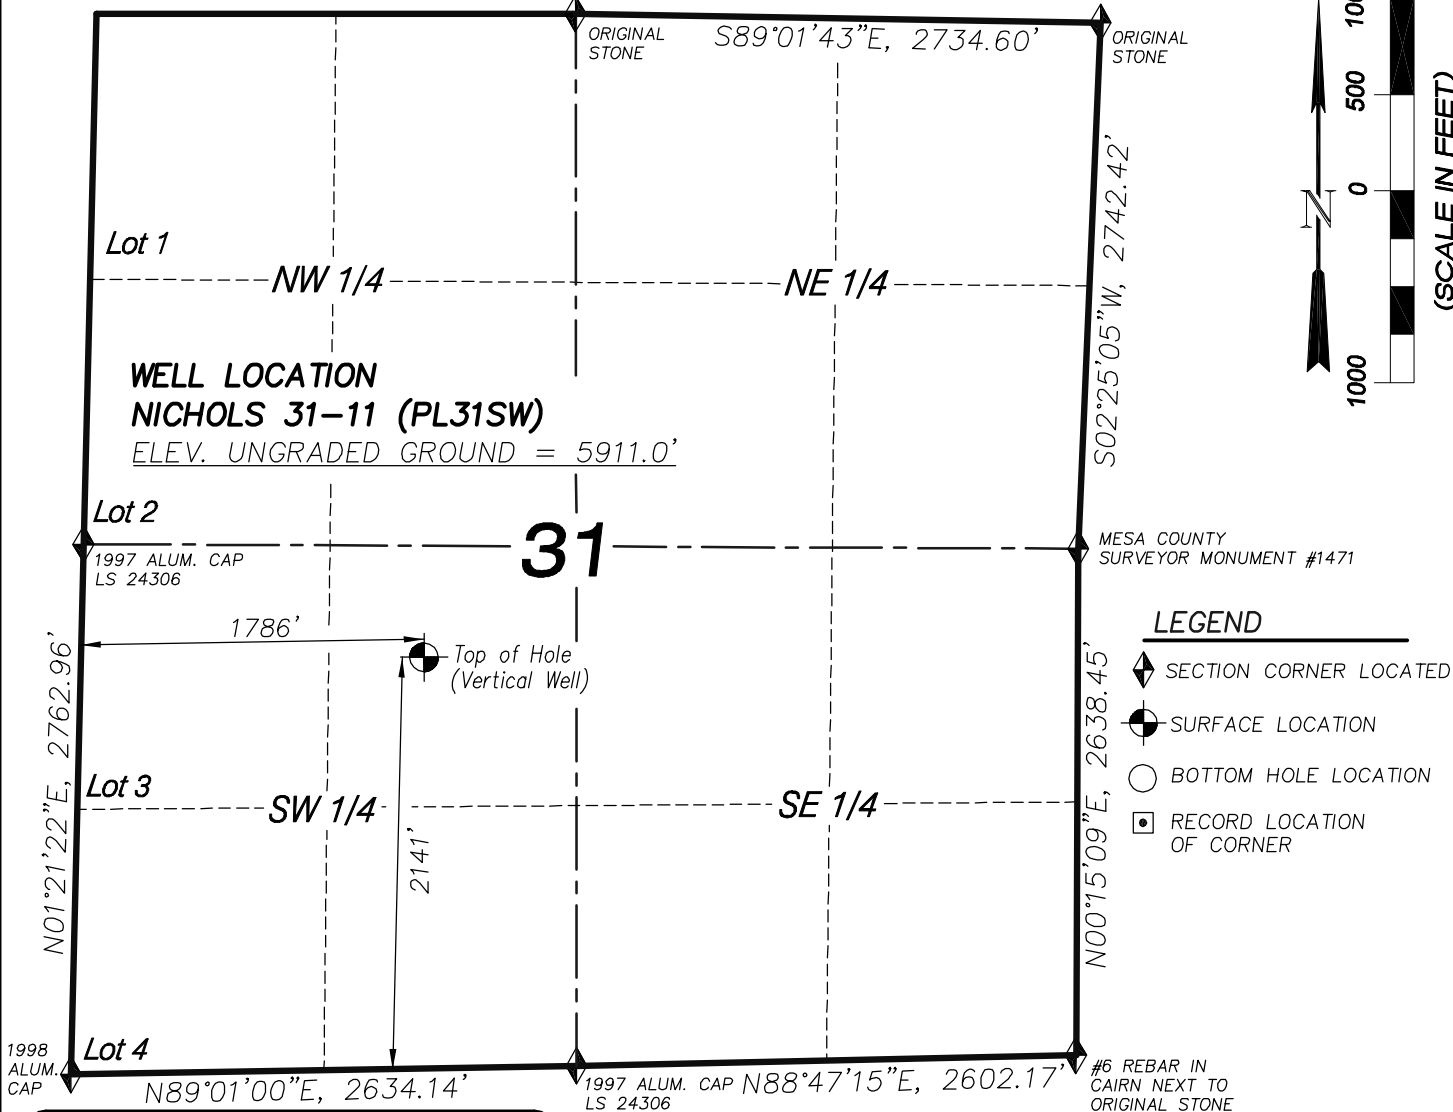 ORIGINAL
STONE
S89°01'43"E, 2734.60'
ORIGINAL
STONE
500
0
1000
(SCALE IN FEET)
N
S02°25'05"W, 2742.42'
Lot 1
NW 1/4
NE 1/4
WELL LOCATION
NICHOLS 31-11 (PL31SW)
ELEV. UNGRADED GROUND = 5911.0'
Lot 2
31
1997 ALUM. CAP
LS 24306
MESA COUNTY
SURVEYOR MONUMENT #1471
1786'
Top of Hole
(Vertical Well)
N01°21'22"E, 2762.96'
2141'
N00°15'09"E, 2638.45'
LEGEND
SECTION CORNER LOCATED
SURFACE LOCATION
BOTTOM HOLE LOCATION
RECORD LOCATION
OF CORNER
Lot 3
SW 1/4
SE 1/4
Lot 4
1998
ALUM.
CAP
N89°01'00"E, 2634.14'
1997 ALUM. CAP
LS 24306
N88°47'15"E, 2602.17'
#6 REBAR IN
CAIRN NEXT TO
ORIGINAL STONE